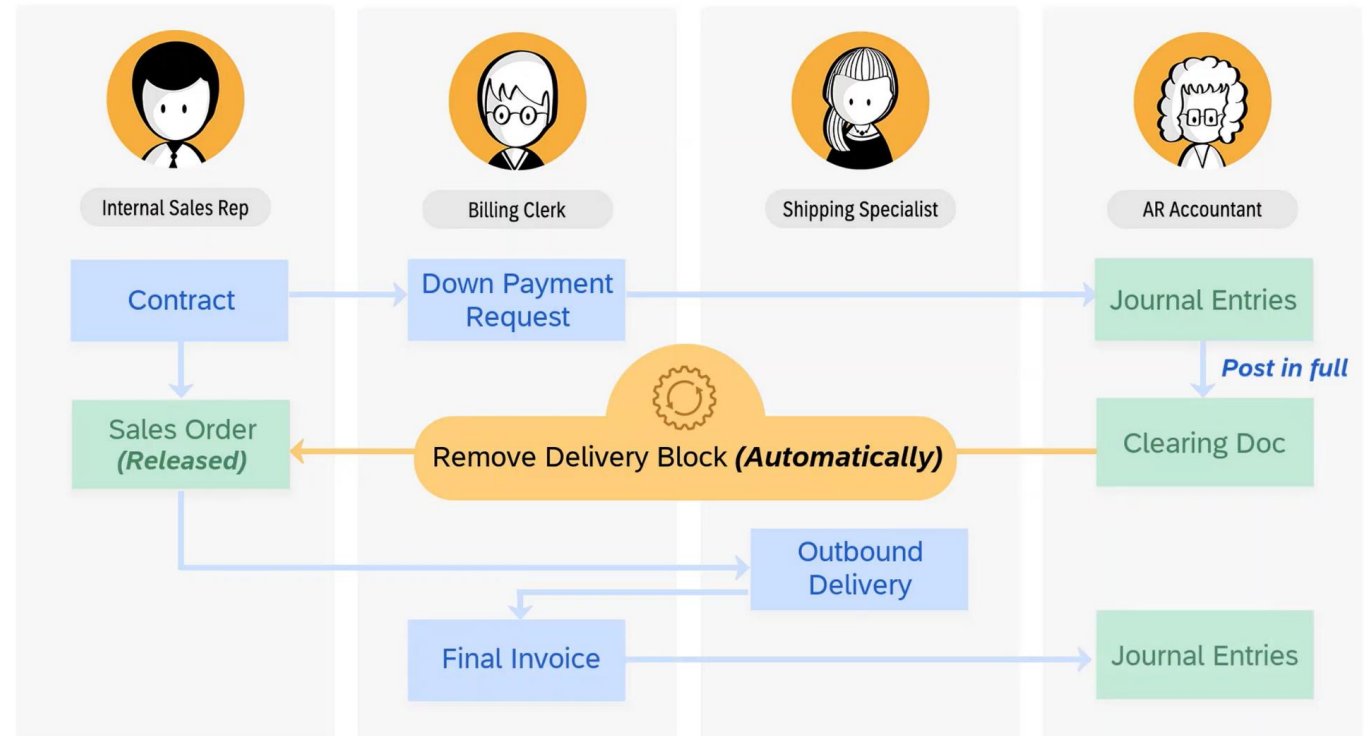 Internal Sales Rep
Billing Clerk
Shipping Specialist
AR Accountant
Contract
Down Payment
Request
Journal Entries
Post in full
Sales Order
(Released)
Remove Delivery Block (Automatically)
Clearing Doc
Outbound
Delivery
Final Invoice
Journal Entries